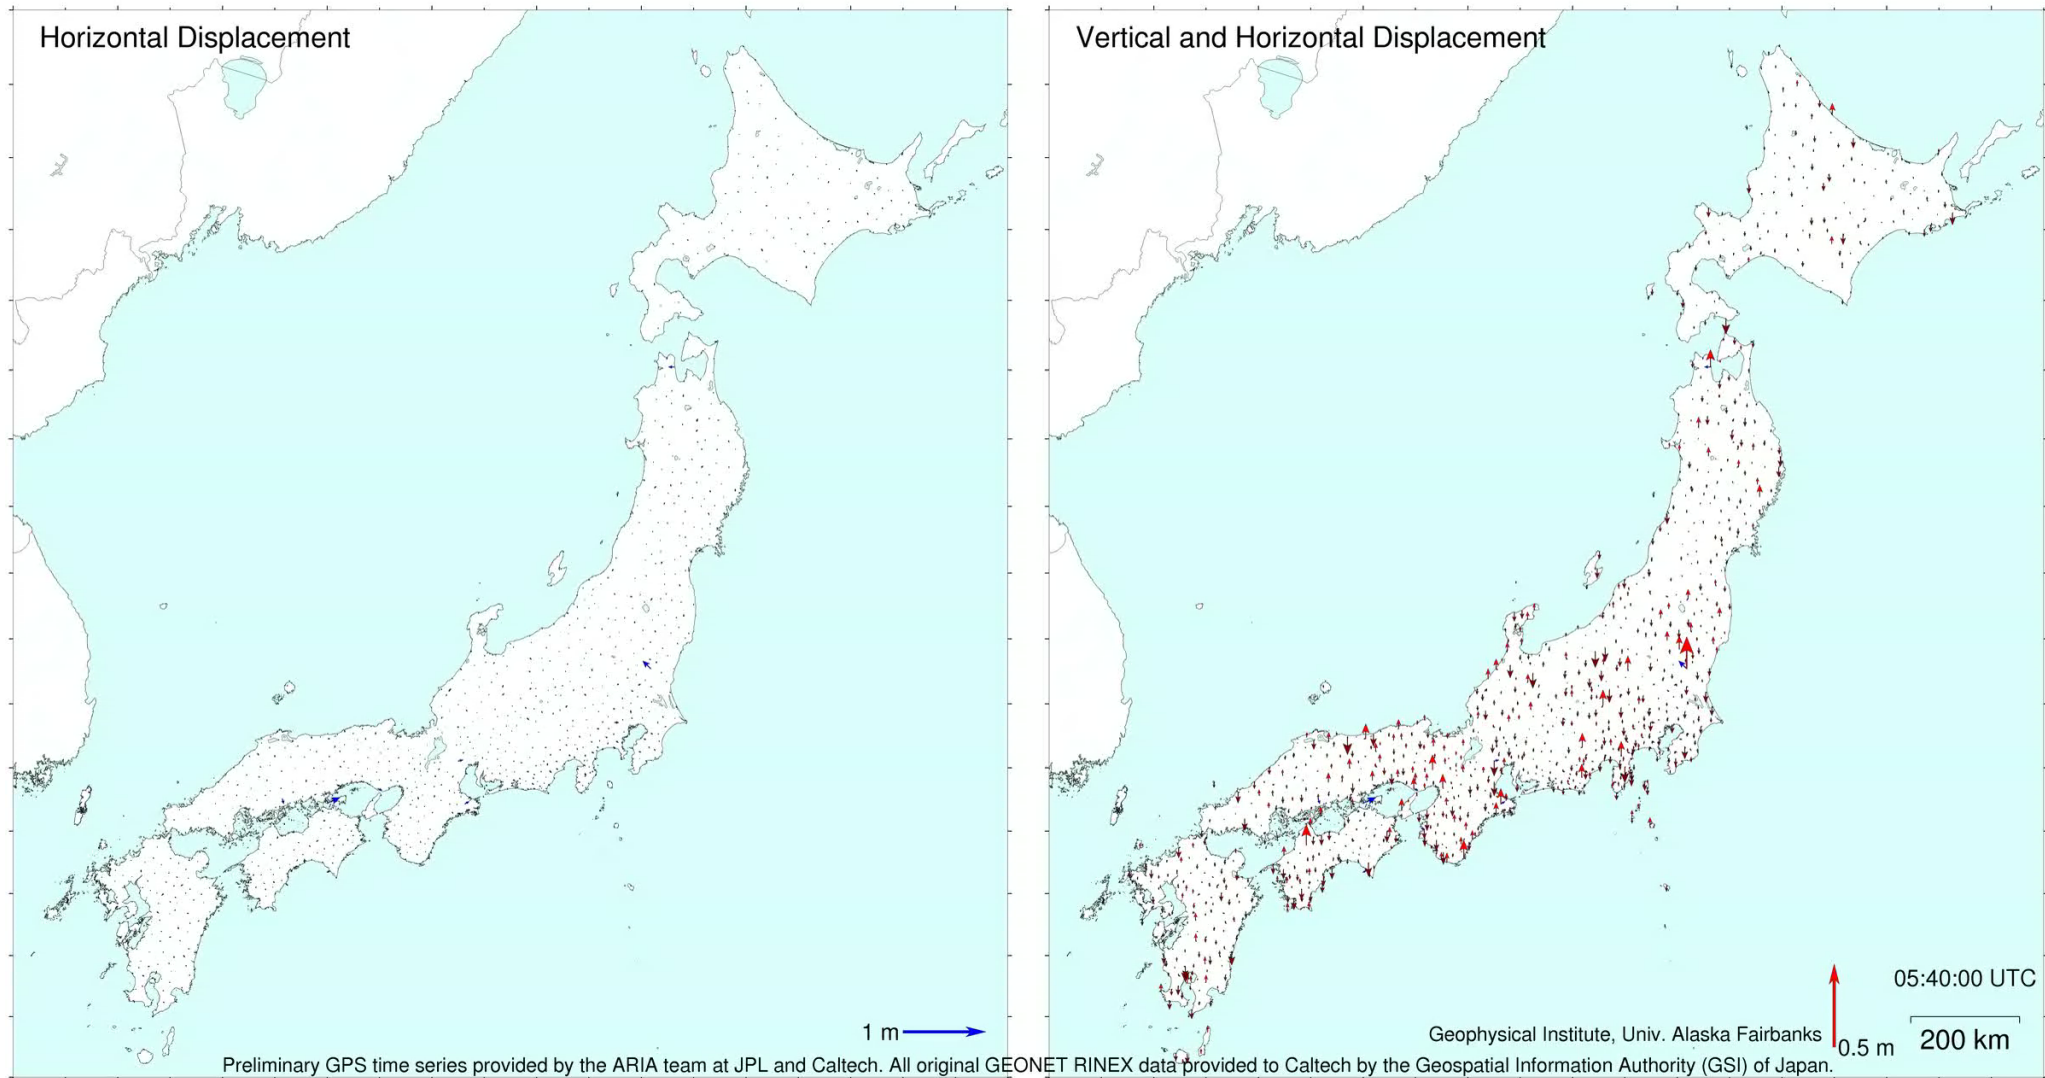 Horizontal Displacement
Vertical and Horizontal Displacement
05:40:00 UTC
1 m
Geophysical Institute, Univ. Alaska Fairbanks
0.5 m
200 km
Preliminary GPS time series provided by the ARIA team at JPL and Caltech. All original GEONET RINEX data provided to Caltech by the Geospatial Information Authority (GSI) of Japan.